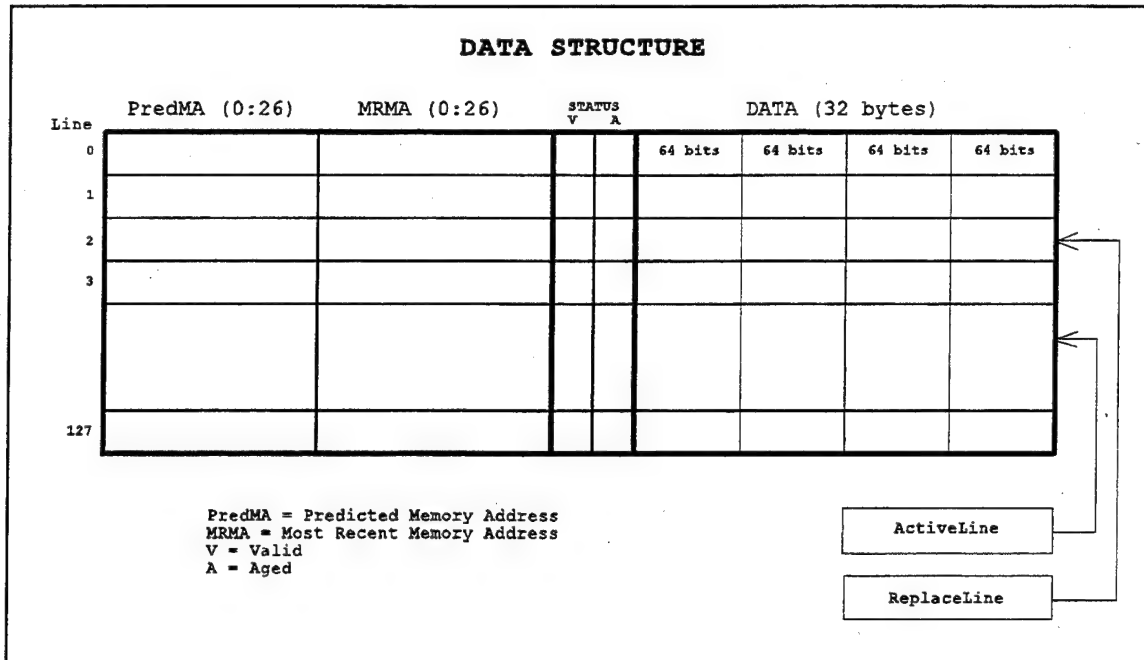 DATA STRUCTURE
PredMA (0:26) MRMA (0:26) STATUS DATA (32 bytes)
Line V A
0 64 bits 64 bits 64 bits 64 bits
1
2
3
127
PredMA = Predicted Memory Address
MRMA = Most Recent Memory Address
V = Valid
A = Aged
ActiveLine
ReplaceLine